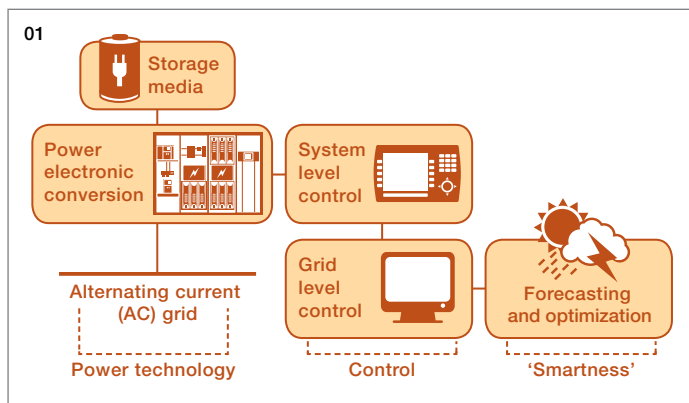 01
Storage
media
Power
electronic
conversion
System
level
control
Grid
level
control
Forecasting
and optimization
Alternating current
(AC) grid
Power technology
Control
‘Smartness’